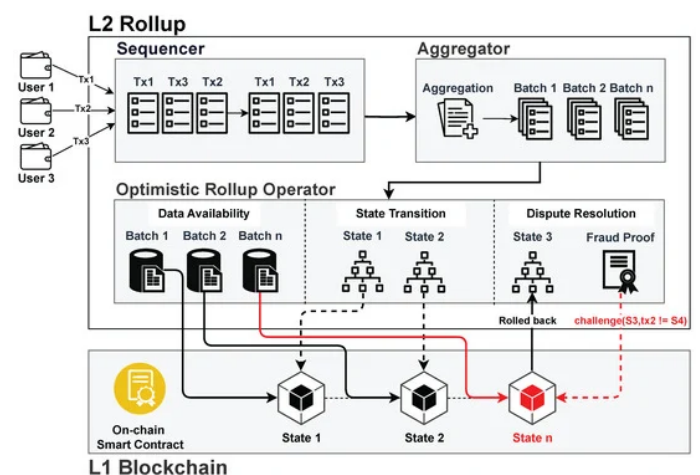 L2 Rollup
Sequencer
Aggregator
User 1
User 2
User 3
Tx1
Tx2
Tx3
Tx1 Tx3 Tx2 Tx1 Tx2 Tx3
Aggregation
Batch 1 Batch 2 Batch n
Optimistic Rollup Operator
Data Availability
State Transition
Dispute Resolution
Batch 1 Batch 2 Batch n
State 1 State 2
State 3 Fraud Proof
Rolled back
challenge(S3,tx2 != S4)
On-chain
Smart Contract
State 1
State 2
State n
L1 Blockchain